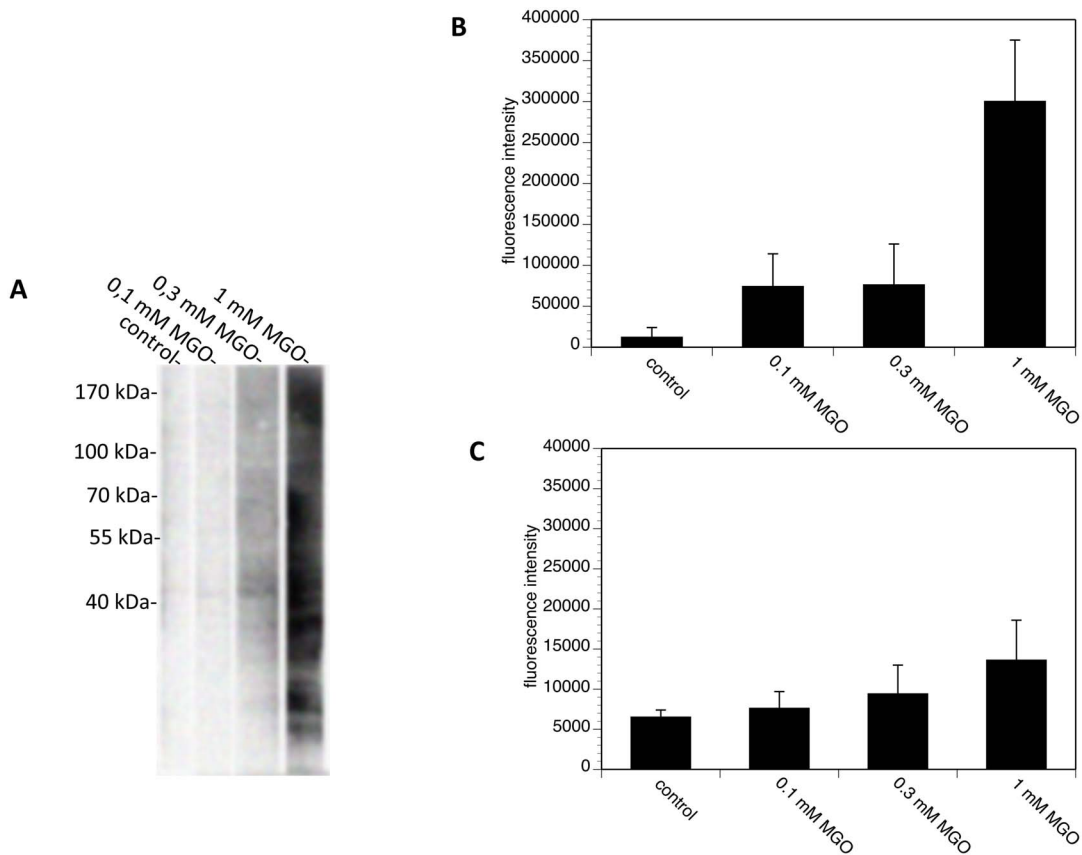 A
control-
0,1 mM MGO-
0,3 mM MGO-
1 mM MGO-
170 kDa-
100 kDa-
70 kDa-
55 kDa-
40 kDa-
B
fluorescence intensity
400000
350000
300000
250000
200000
150000
100000
50000
0
control
0.1 mM MGO
0.3 mM MGO
1 mM MGO
C
fluorescence intensity
40000
35000
30000
25000
20000
15000
10000
5000
0
control
0.1 mM MGO
0.3 mM MGO
1 mM MGO